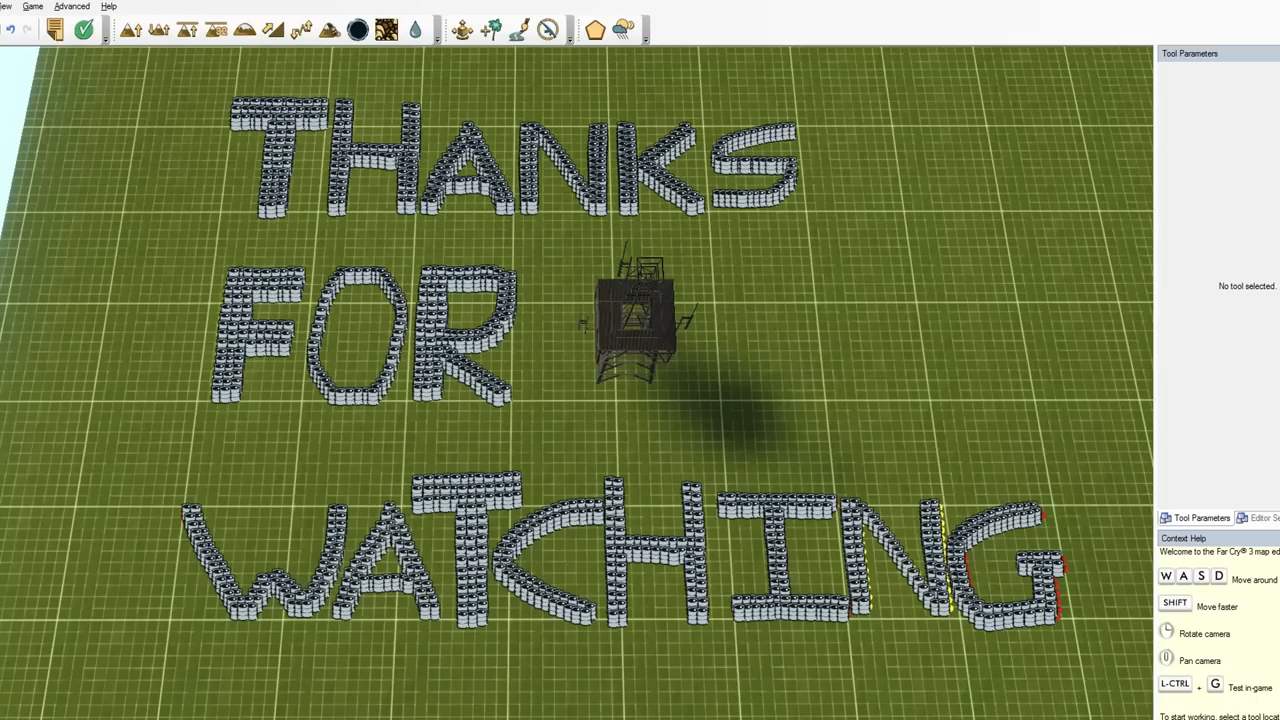 Game Advanced Help
Tool Parameters
THANKS
FOR
No tool selected.
WATCHING
Tool Parameters Editor Se
Context Help
Welcome to the Far Cry® 3 map ed
W A S D Move around
SHIFT Move faster
Rotate camera
Pan camera
L-CTRL + G Test in-game
To start working, select a tool locat